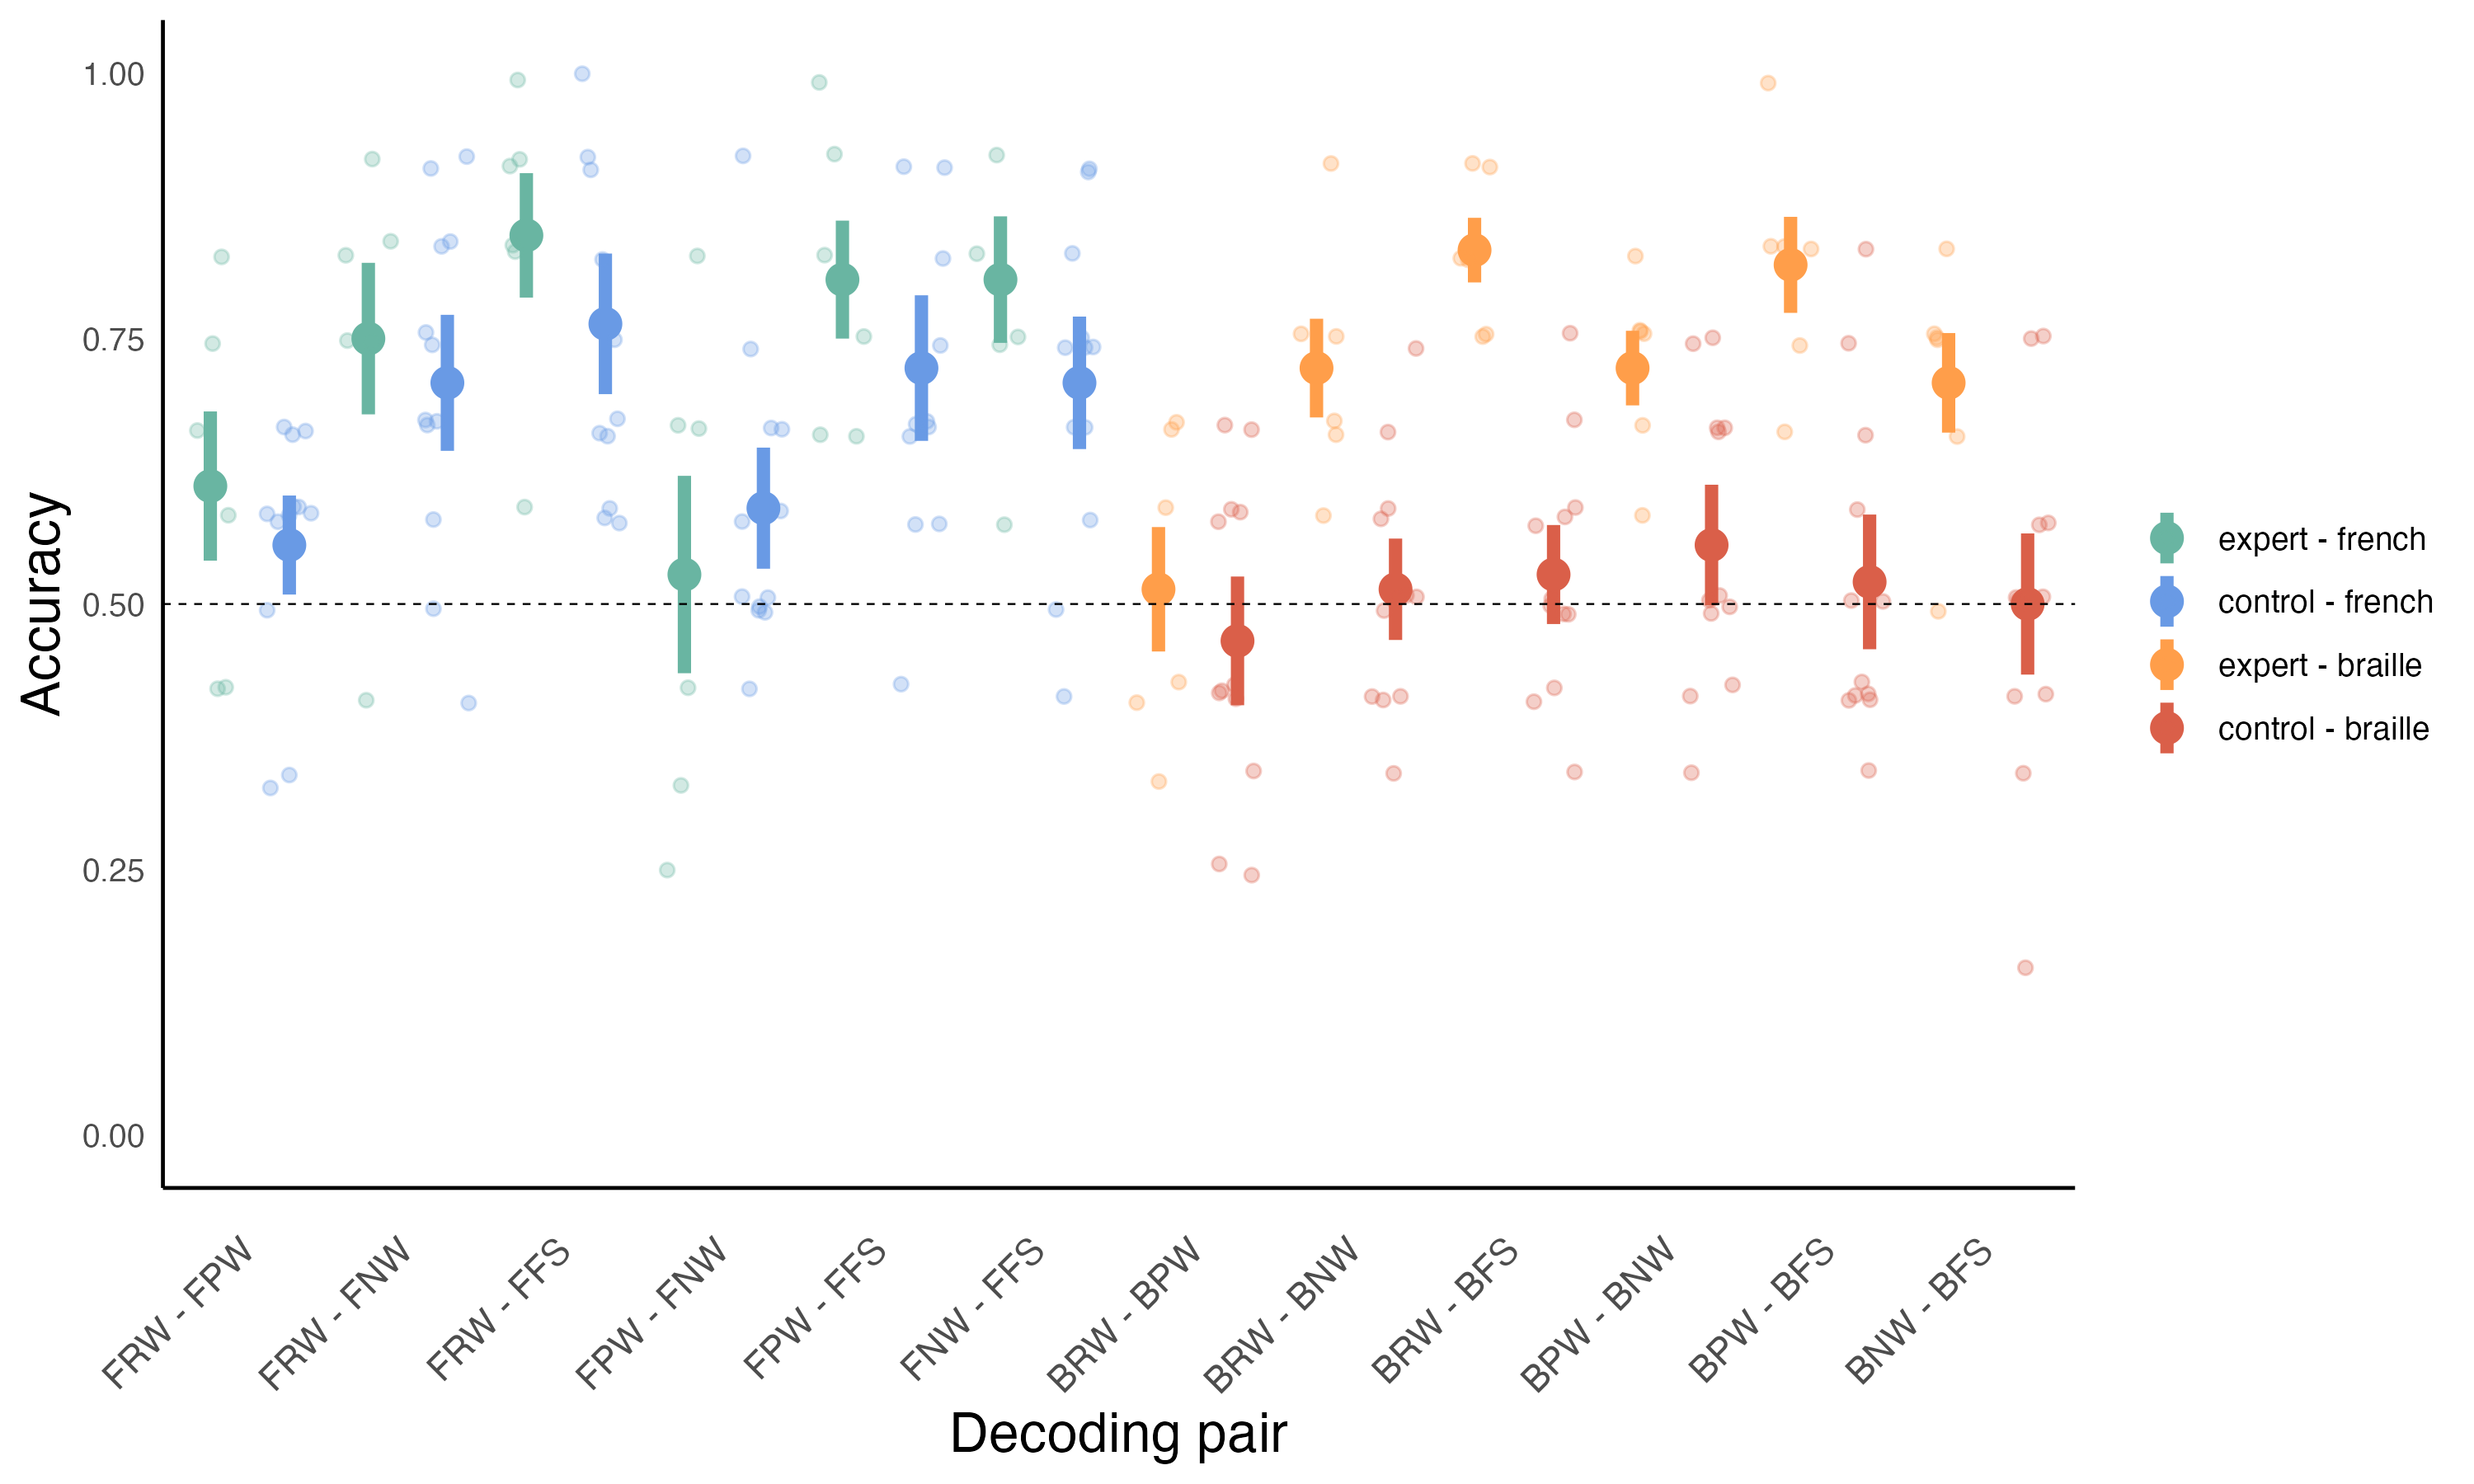 1.00
0.75
0.50
0.25
0.00
Accuracy
FRW - FPW
FRW - FNW
FRW - FFS
FPW - FNW
FPW - FFS
FNW - FFS
BRW - BPW
BRW - BNW
BRW - BFS
BPW - BNW
BPW - BFS
BNW - BFS
Decoding pair
expert - french
control - french
expert - braille
control - braille